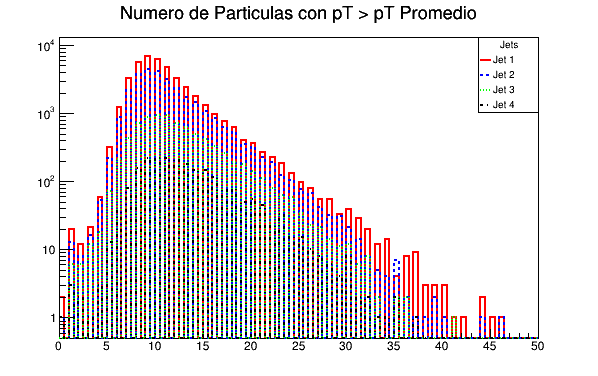 Numero de Particulas con pT > pT Promedio
Jets
Jet 1
Jet 2
Jet 3
Jet 4
10⁴
10³
10²
10
1
0 5 10 15 20 25 30 35 40 45 50